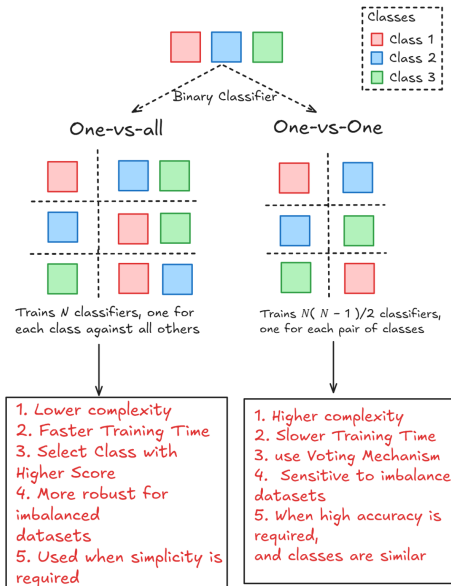 Classes
Class 1
Class 2
Class 3
Binary Classifier
One-vs-all
One-vs-One
Trains N classifiers, one for
each class against all others
Trains N( N - 1)/2 classifiers,
one for each pair of classes
1. Lower complexity
2. Faster Training Time
3. Select Class with
Higher Score
4. More robust for
imbalanced
datasets
5. Used when simplicity is
required
1. Higher complexity
2. Slower Training Time
3. use Voting Mechanism
4. Sensitive to imbalance
datasets
5. When high accuracy is
required,
and classes are similar